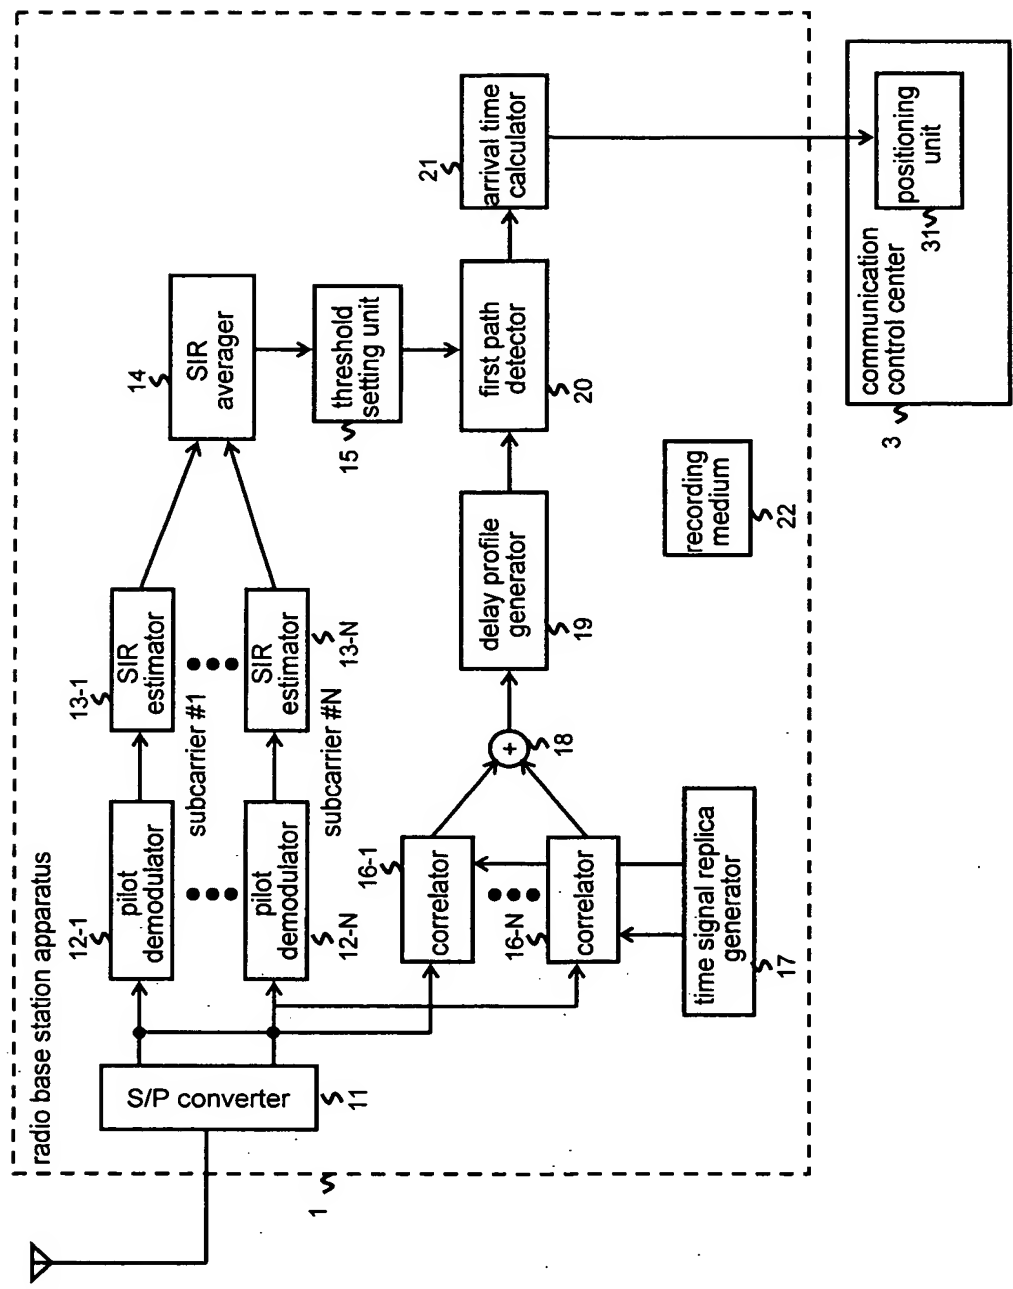 radio base station apparatus
1
S/P converter
11
12-1
pilot
demodulator
12-N
pilot
demodulator
13-1
SIR
estimator
subcarrier #1
SIR
estimator
13-N
subcarrier #N
14
SIR
averager
threshold
setting unit
15
16-1
correlator
16-N
correlator
time signal replica
generator
17
+
18
delay profile
generator
19
first path
detector
20
21
arrival time
calculator
recording
medium
22
communication
control center
3
positioning
unit
31